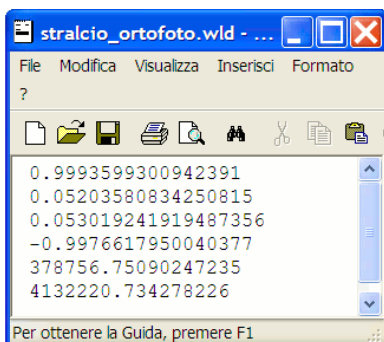 stralcio_ortofoto.wld - ...
File Modifica Visualizza Inserisci Formato
?
0.9993599300942391
0.05203580834250815
0.053019241919487356
-0.9976617950040377
378756.75090247235
4132220.734278226
Per ottenere la Guida, premere F1